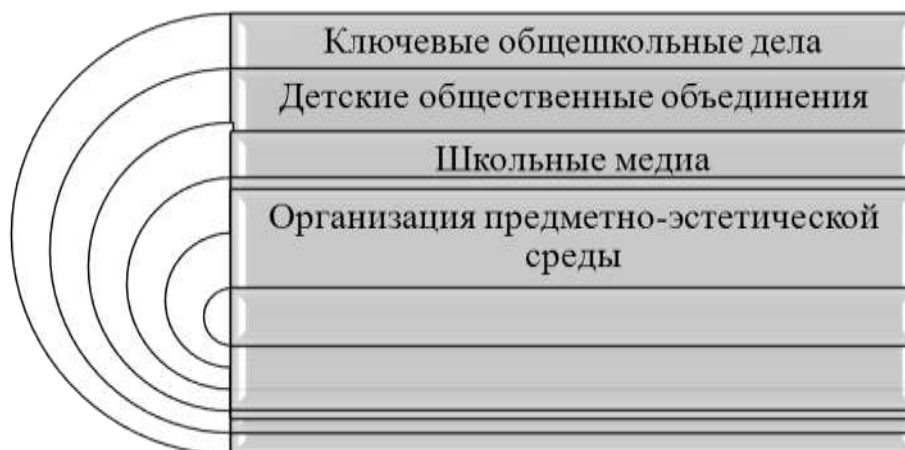 Ключевые общешкольные дела
Детские общественные объединения
Школьные медиа
Организация предметно-эстетической
среды